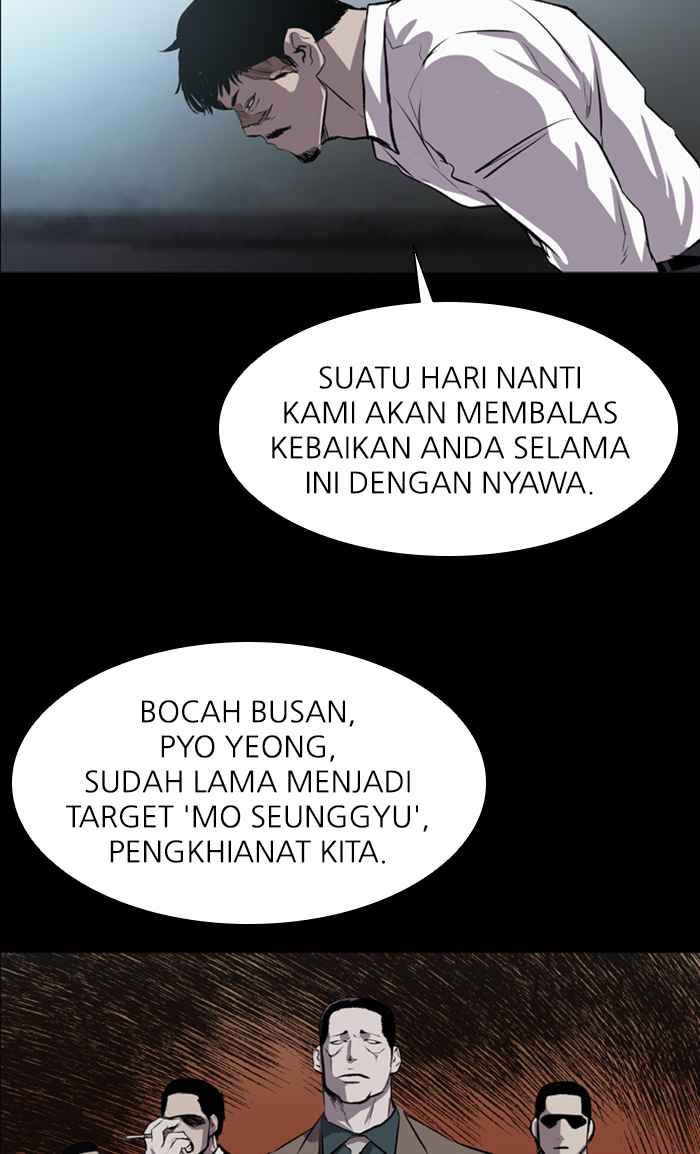 SUATU HARI NANTI
KAMI AKAN MEMBALAS
KEBAIKAN ANDA SELAMA
INI DENGAN NYAWA.
BOCAH BUSAN,
PYO YEONG,
SUDAH LAMA MENJADI
TARGET 'MO SEUNGGYU',
PENGKHIANAT KITA.